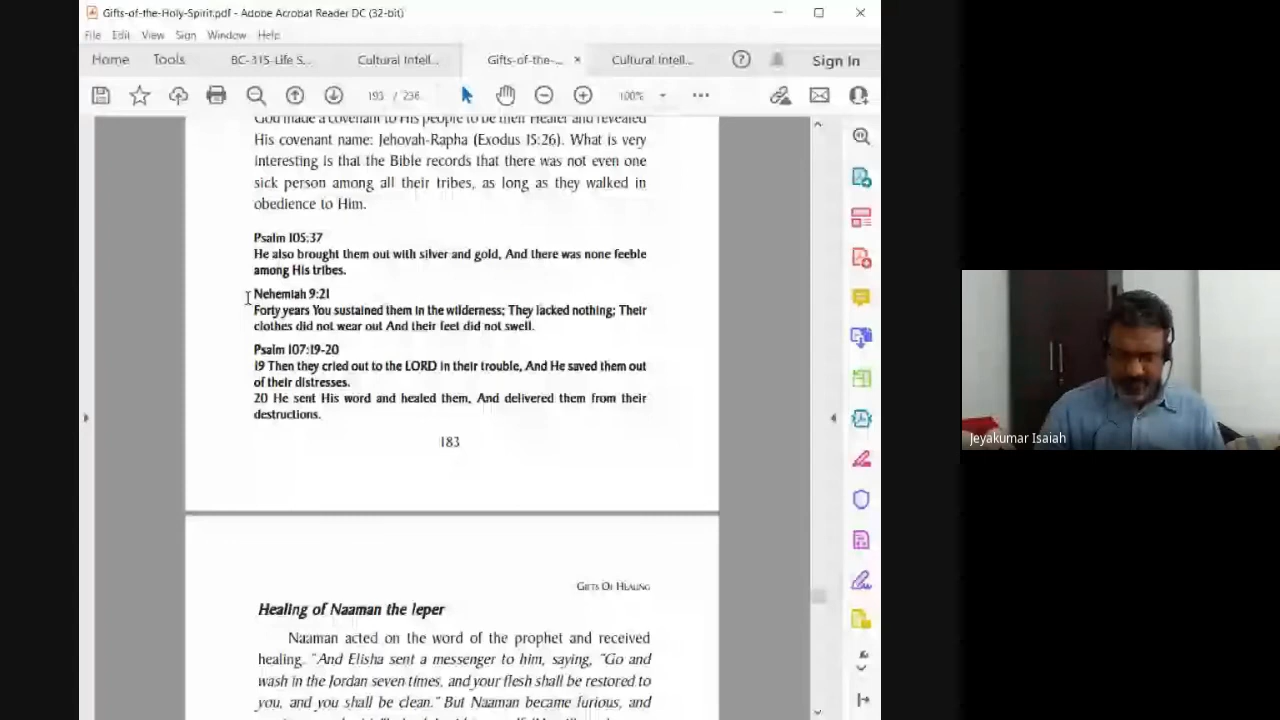 Gifts-of-the-Holy-Spirit.pdf - Adobe Acrobat Reader DC (32-bit)
File Edit View Sign Window Help
Home Tools BC-315-Life S... Cultural Intell... Gifts-of-the-... × Cultural Intell... Sign In
193 / 236 100%
God made a covenant to His people to be their Healer and revealed
His covenant name: Jehovah-Rapha (Exodus 15:26). What is very
interesting is that the Bible records that there was not even one
sick person among all their tribes, as long as they walked in
obedience to Him.
Psalm 105:37
He also brought them out with silver and gold, And there was none feeble
among His tribes.
Nehemiah 9:21
Forty years You sustained them in the wilderness; They lacked nothing; Their
clothes did not wear out And their feet did not swell.
Psalm 107:19-20
19 Then they cried out to the LORD in their trouble, And He saved them out
of their distresses.
20 He sent His word and healed them, And delivered them from their
destructions.
183
Gifts Of Healing
Healing of Naaman the leper
Naaman acted on the word of the prophet and received
healing. "And Elisha sent a messenger to him, saying, "Go and
wash in the Jordan seven times, and your flesh shall be restored to
you, and you shall be clean." But Naaman became furious, and
Jeyakumar Isaiah